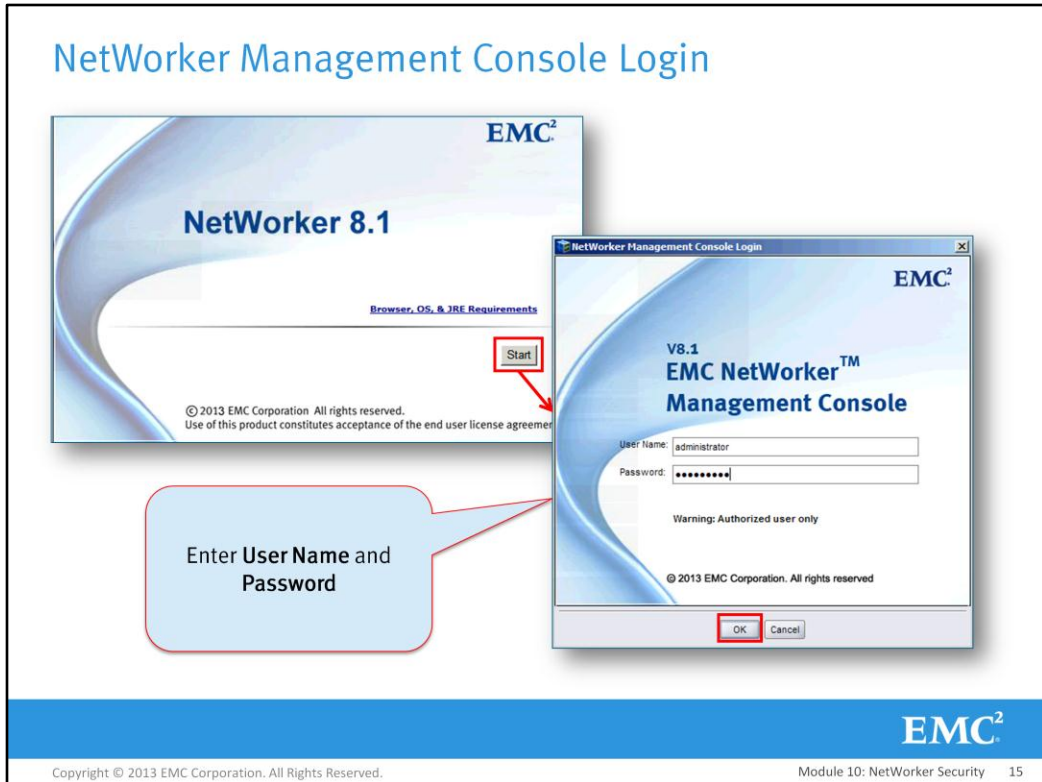 NetWorker Management Console Login
EMC²
NetWorker 8.1
Browser, OS, & JRE Requirements
Start
© 2013 EMC Corporation All rights reserved.
Use of this product constitutes acceptance of the end user license agreemen
NetWorker Management Console Login
EMC²
V8.1
EMC NetWorker™
Management Console
User Name: administrator
Password: •••••••••
Warning: Authorized user only
© 2013 EMC Corporation. All rights reserved
OK Cancel
Enter User Name and
Password
EMC²
Copyright © 2013 EMC Corporation. All Rights Reserved.
Module 10: NetWorker Security 15